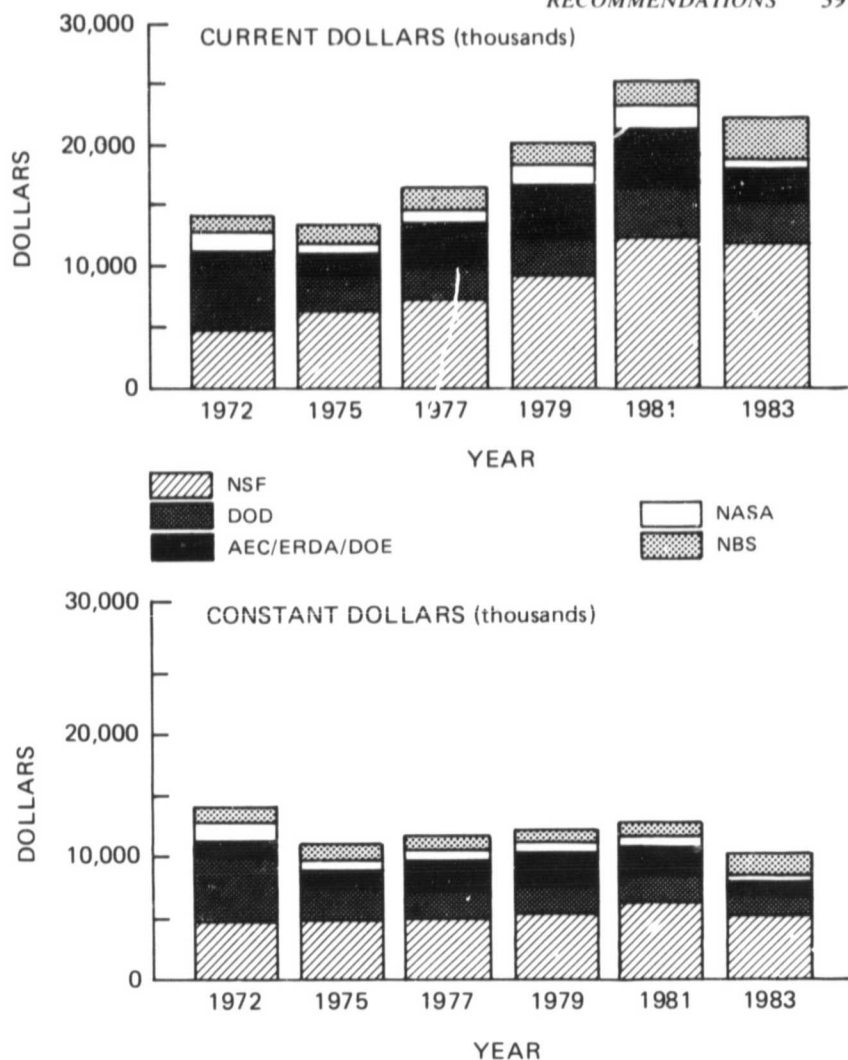 RECOMMENDATIONS 59
30,000
CURRENT DOLLARS (thousands)
20,000
10,000
0
DOLLARS
1972 1975 1977 1979 1981 1983
YEAR
NSF
DOD
AEC/ERDA/DOE
NASA
NBS
30,000
CONSTANT DOLLARS (thousands)
20,000
10,000
0
DOLLARS
1972 1975 1977 1979 1981 1983
YEAR